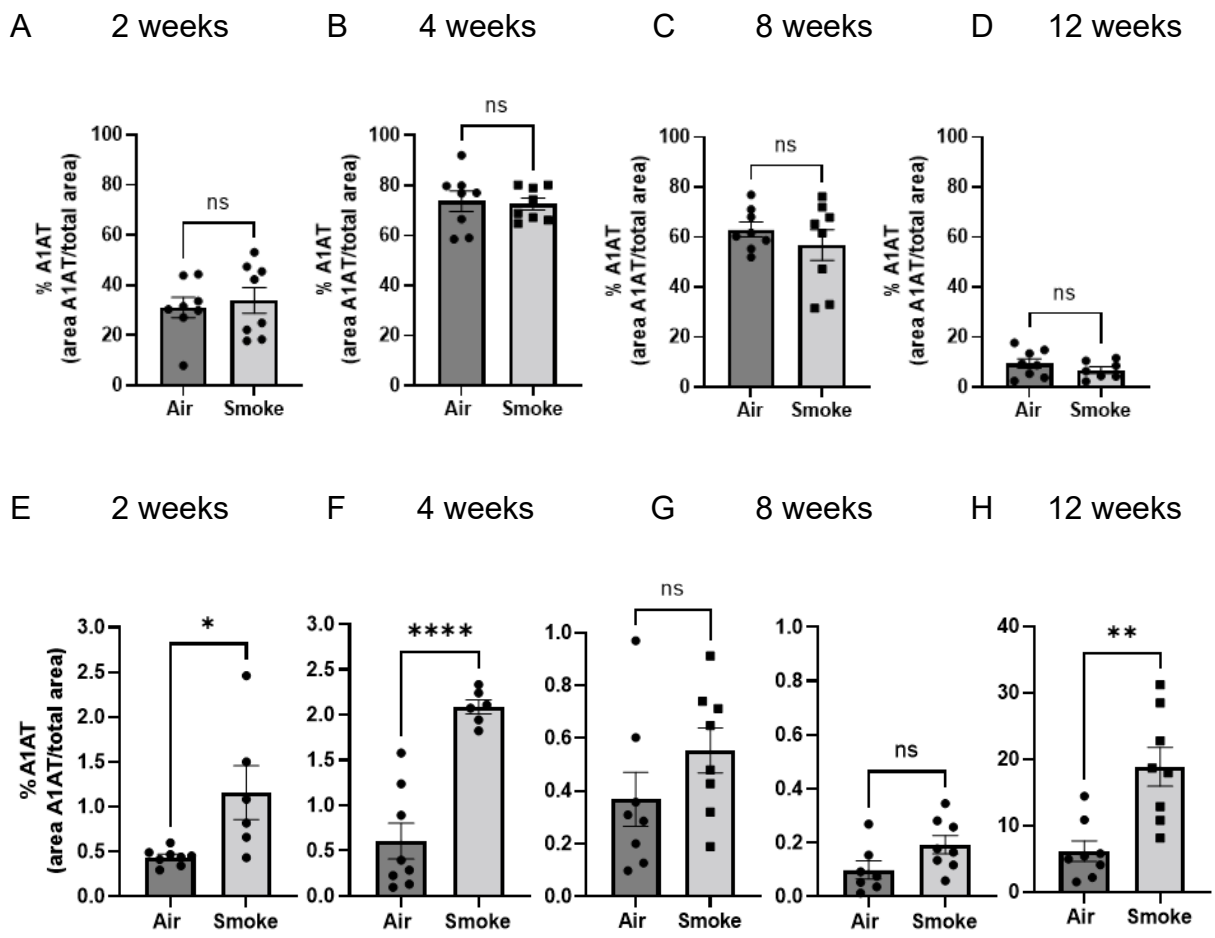 A 2 weeks B 4 weeks C 8 weeks D 12 weeks
% A1AT
(area A1AT/total area)
100
80
60
40
20
0
ns
Air Smoke
% A1AT
(area A1AT/total area)
100
80
60
40
20
0
ns
Air Smoke
% A1AT
(area A1AT/total area)
100
80
60
40
20
0
ns
Air Smoke
% A1AT
(area A1AT/total area)
100
80
60
40
20
0
ns
Air Smoke
E 2 weeks F 4 weeks G 8 weeks H 12 weeks
% A1AT
(area A1AT/total area)
3.0
2.5
2.0
1.5
1.0
0.5
0.0
*
Air Smoke
3.0
2.5
2.0
1.5
1.0
0.5
0.0
****
Air Smoke
1.0
0.8
0.6
0.4
0.2
0.0
ns
Air Smoke
1.0
0.8
0.6
0.4
0.2
0.0
ns
Air Smoke
40
30
20
10
0
**
Air Smoke